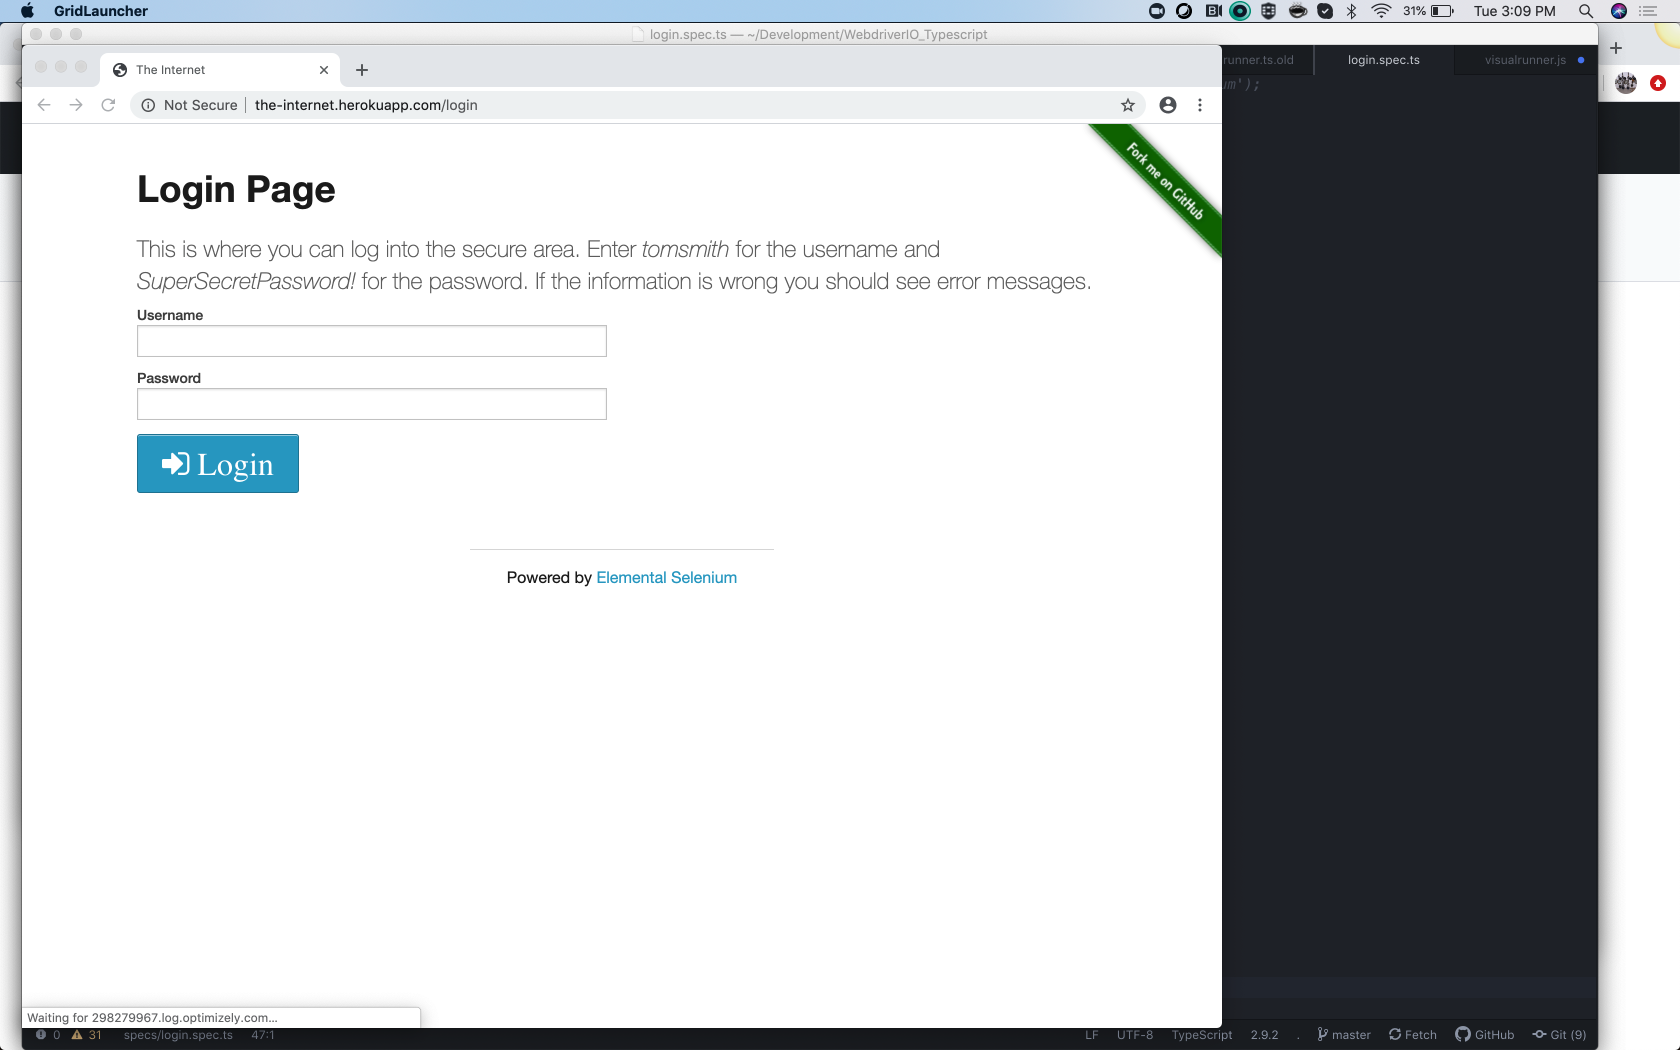 GridLauncher
31%
Tue 3:09 PM
login.spec.ts — ~/Development/WebdriverIO_Typescript
The Internet
runner.ts.old
login.spec.ts
visualrunner.js
Not Secure
the-internet.herokuapp.com/login
');
Fork me on GitHub
Login Page
This is where you can log into the secure area. Enter tomsmith for the username and
SuperSecretPassword! for the password. If the information is wrong you should see error messages.
Username
Password
Login
Powered by Elemental Selenium
Waiting for 298279967.log.optimizely.com...
0 31 specs/login.spec.ts 47:1
LF UTF-8 TypeScript 2.9.2 . master Fetch GitHub Git (9)